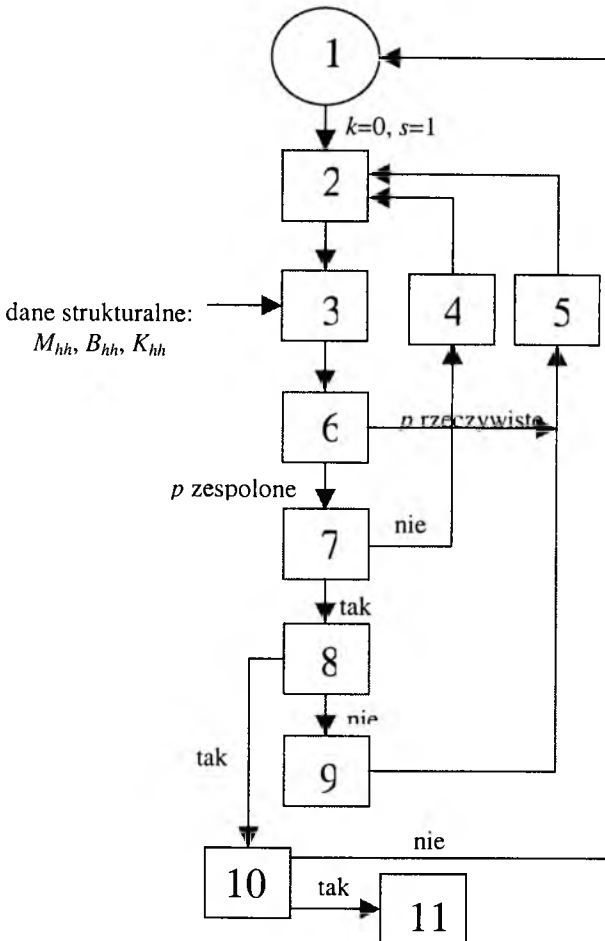 1
k=0, s=1
2
dane strukturalne:
M_hh, B_hh, K_hh
3
4
5
6
p rzeczywiste
p zespolone
7
nie
tak
8
nie
tak
9
nie
10
tak
11